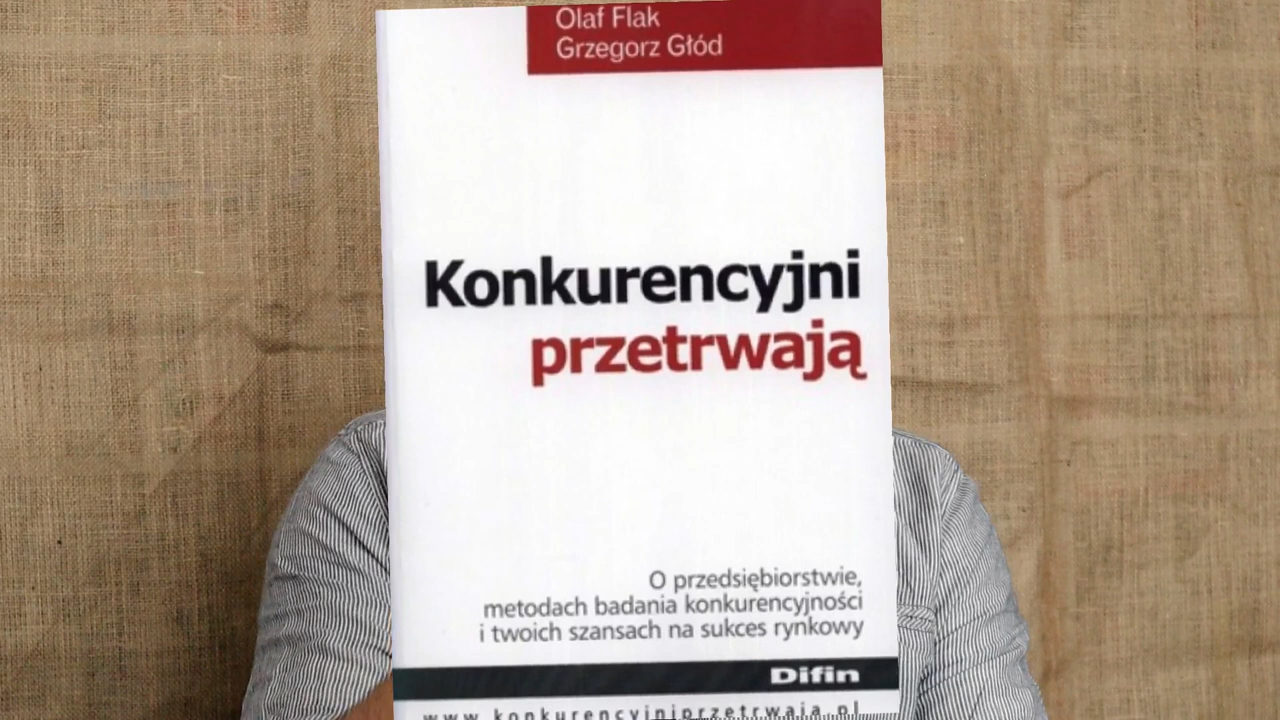 Olaf Flak
Grzegorz Głód
Konkurencyjni
przetrwają
O przedsiębiorstwie,
metodach badania konkurencyjności
i twoich szansach na sukces rynkowy
Difin
www.konkurencyjniprzetrwaja.pl